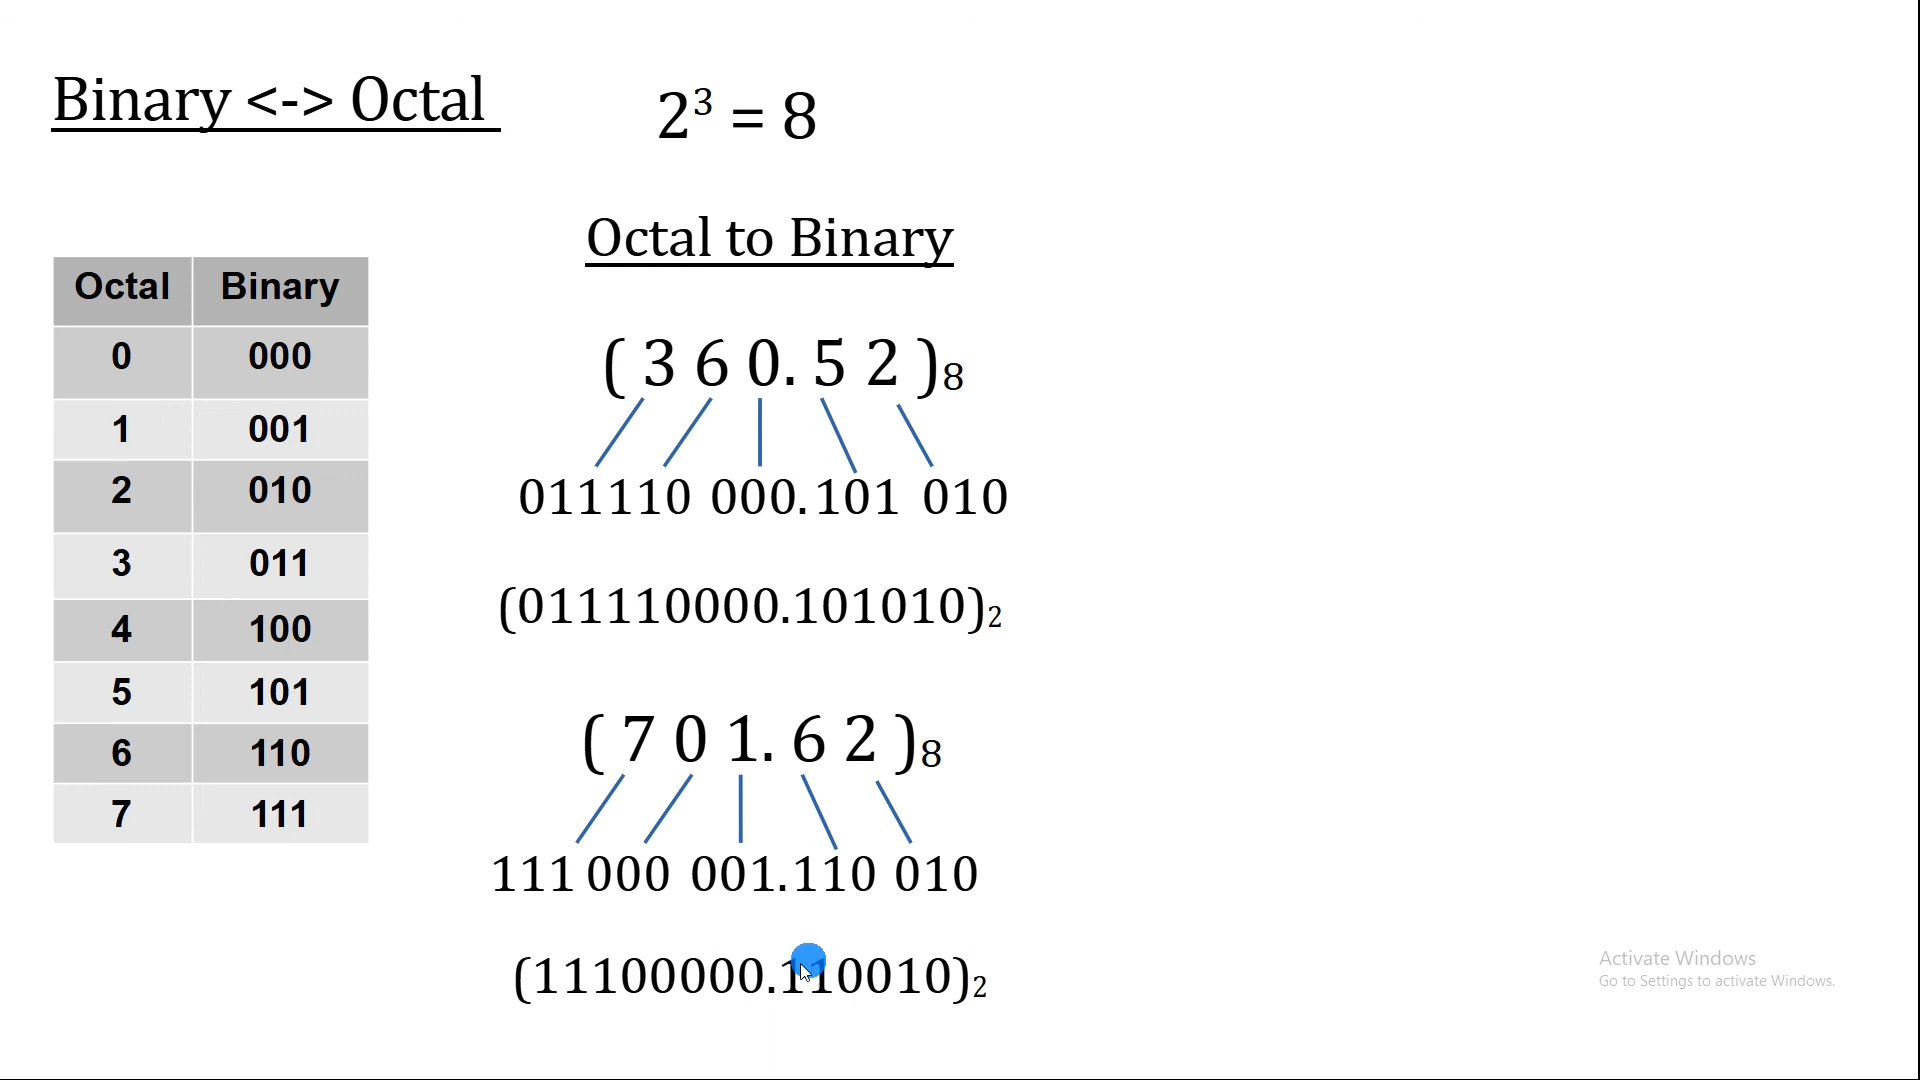 Binary <-> Octal
2³ = 8
Octal Binary
0 000
1 001
2 010
3 011
4 100
5 101
6 110
7 111
Octal to Binary
( 3 6 0. 5 2 )₈
011110 000.101 010
(011110000.101010)₂
( 7 0 1. 6 2 )₈
111 000 001.110 010
(11100000.110010)₂
Activate Windows
Go to Settings to activate Windows.